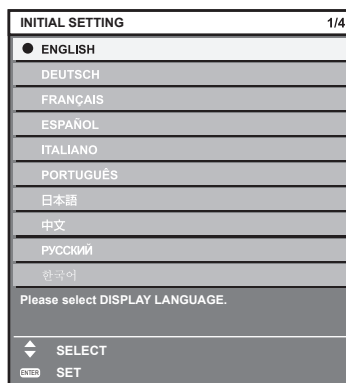 INITIAL SETTING 1/4
ENGLISH
DEUTSCH
FRANÇAIS
ESPAÑOL
ITALIANO
PORTUGUÊS
日本語
中文
РУССКИЙ
한국어
Please select DISPLAY LANGUAGE.
SELECT
ENTER SET